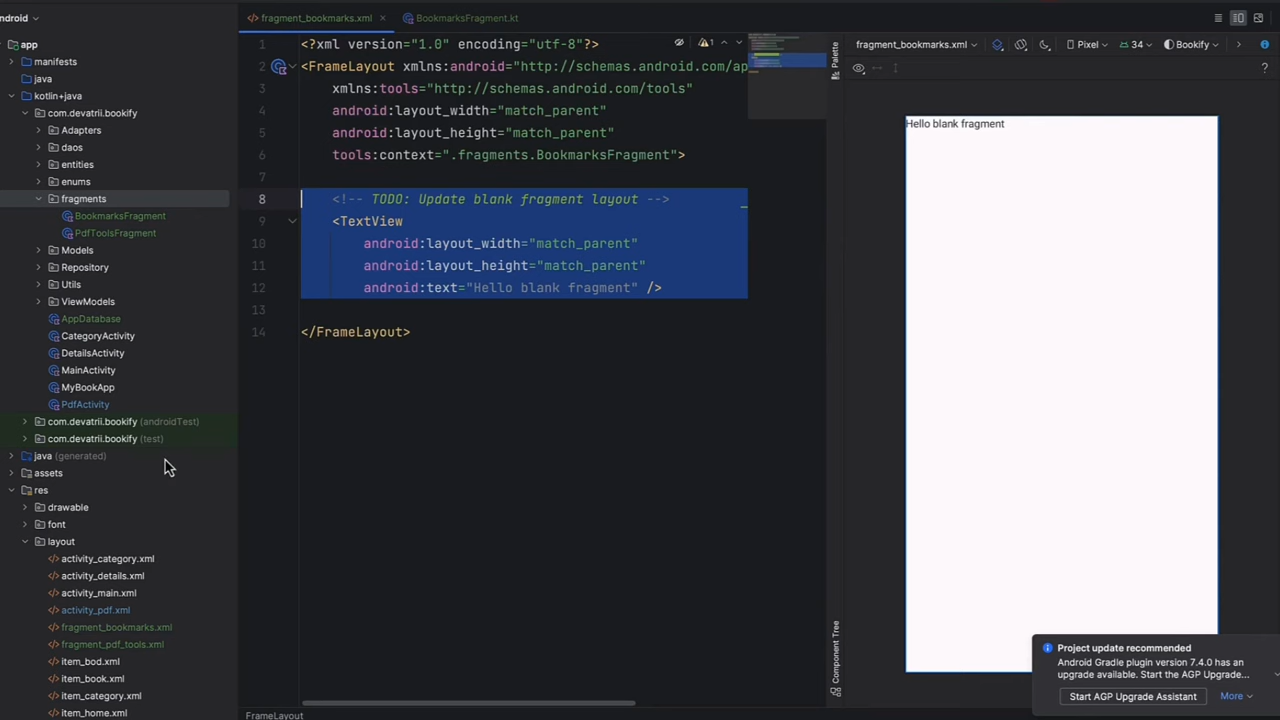 android
fragment_bookmarks.xml
BookmarksFragment.kt
app
manifests
java
kotlin+java
com.devatrii.bookify
Adapters
daos
entities
enums
fragments
BookmarksFragment
PdfToolsFragment
Models
Repository
Utils
ViewModels
AppDatabase
CategoryActivity
DetailsActivity
MainActivity
MyBookApp
PdfActivity
com.devatrii.bookify (androidTest)
com.devatrii.bookify (test)
java (generated)
assets
res
drawable
font
layout
activity_category.xml
activity_details.xml
activity_main.xml
activity_pdf.xml
fragment_bookmarks.xml
fragment_pdf_tools.xml
item_bod.xml
item_book.xml
item_category.xml
item_home.xml
1 <?xml version="1.0" encoding="utf-8"?>
2 <FrameLayout xmlns:android="http://schemas.android.com/ap
3 xmlns:tools="http://schemas.android.com/tools"
4 android:layout_width="match_parent"
5 android:layout_height="match_parent"
6 tools:context=".fragments.BookmarksFragment">
7
8 <!-- TODO: Update blank fragment layout -->
9 <TextView
10 android:layout_width="match_parent"
11 android:layout_height="match_parent"
12 android:text="Hello blank fragment" />
13
14 </FrameLayout>
1
FrameLayout
Palette
Component Tree
fragment_bookmarks.xml Pixel 34 Bookify
?
Hello blank fragment
Project update recommended
Android Gradle plugin version 7.4.0 has an
upgrade available. Start the AGP Upgrade...
Start AGP Upgrade Assistant More